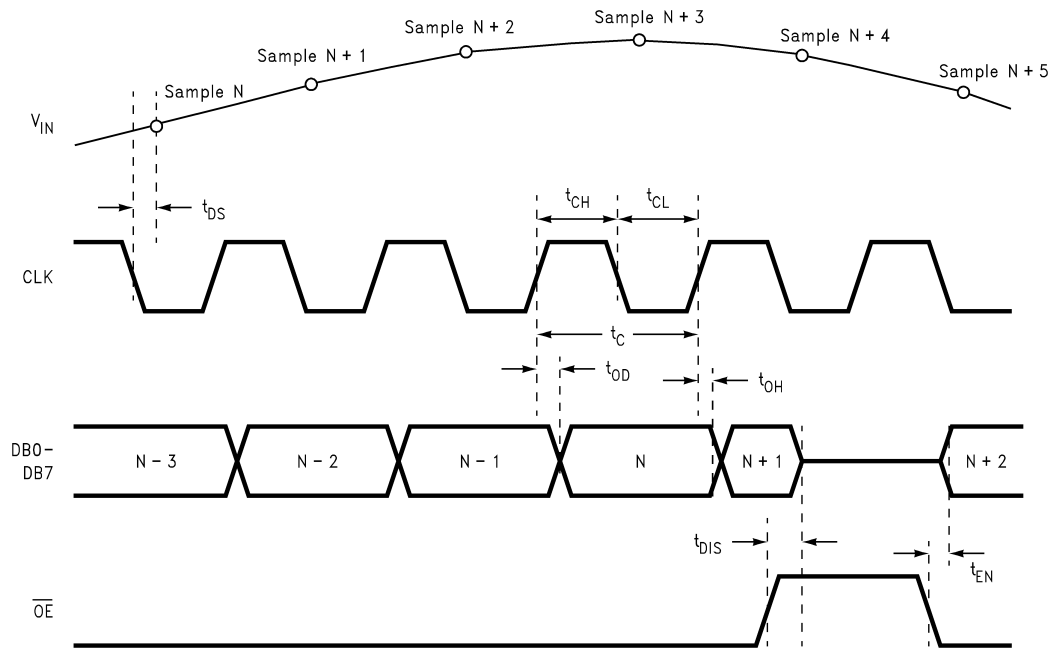 Sample N + 3
Sample N + 2
Sample N + 4
Sample N + 1
Sample N + 5
Sample N
VIN
tDS
tCH
tCL
CLK
tC
tOD
tOH
DB0-
DB7
N - 3
N - 2
N - 1
N
N + 1
N + 2
tDIS
tEN
OE